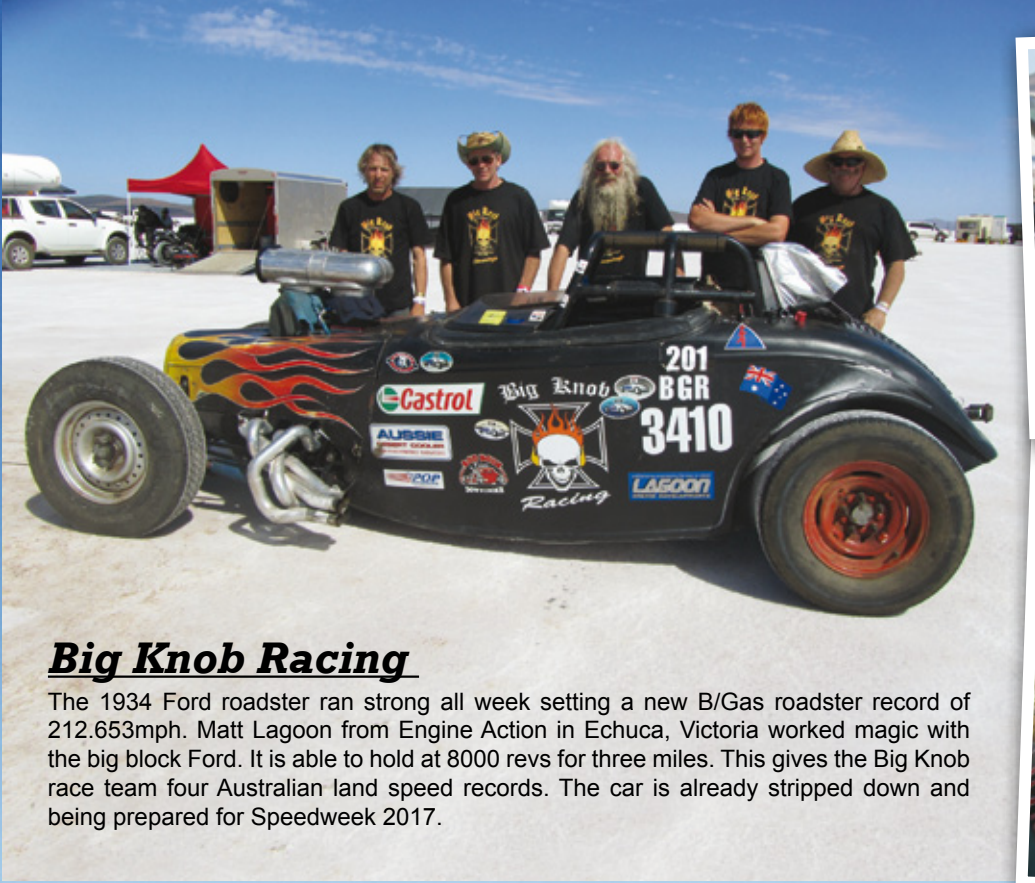 201
BGR
3410
Big Knob
Castrol
AUSSIE
DESERT COOLER
POP
Racing
LAGOON
Big Knob Racing
The 1934 Ford roadster ran strong all week setting a new B/Gas roadster record of
212.653mph. Matt Lagoon from Engine Action in Echuca, Victoria worked magic with
the big block Ford. It is able to hold at 8000 revs for three miles. This gives the Big Knob
race team four Australian land speed records. The car is already stripped down and
being prepared for Speedweek 2017.